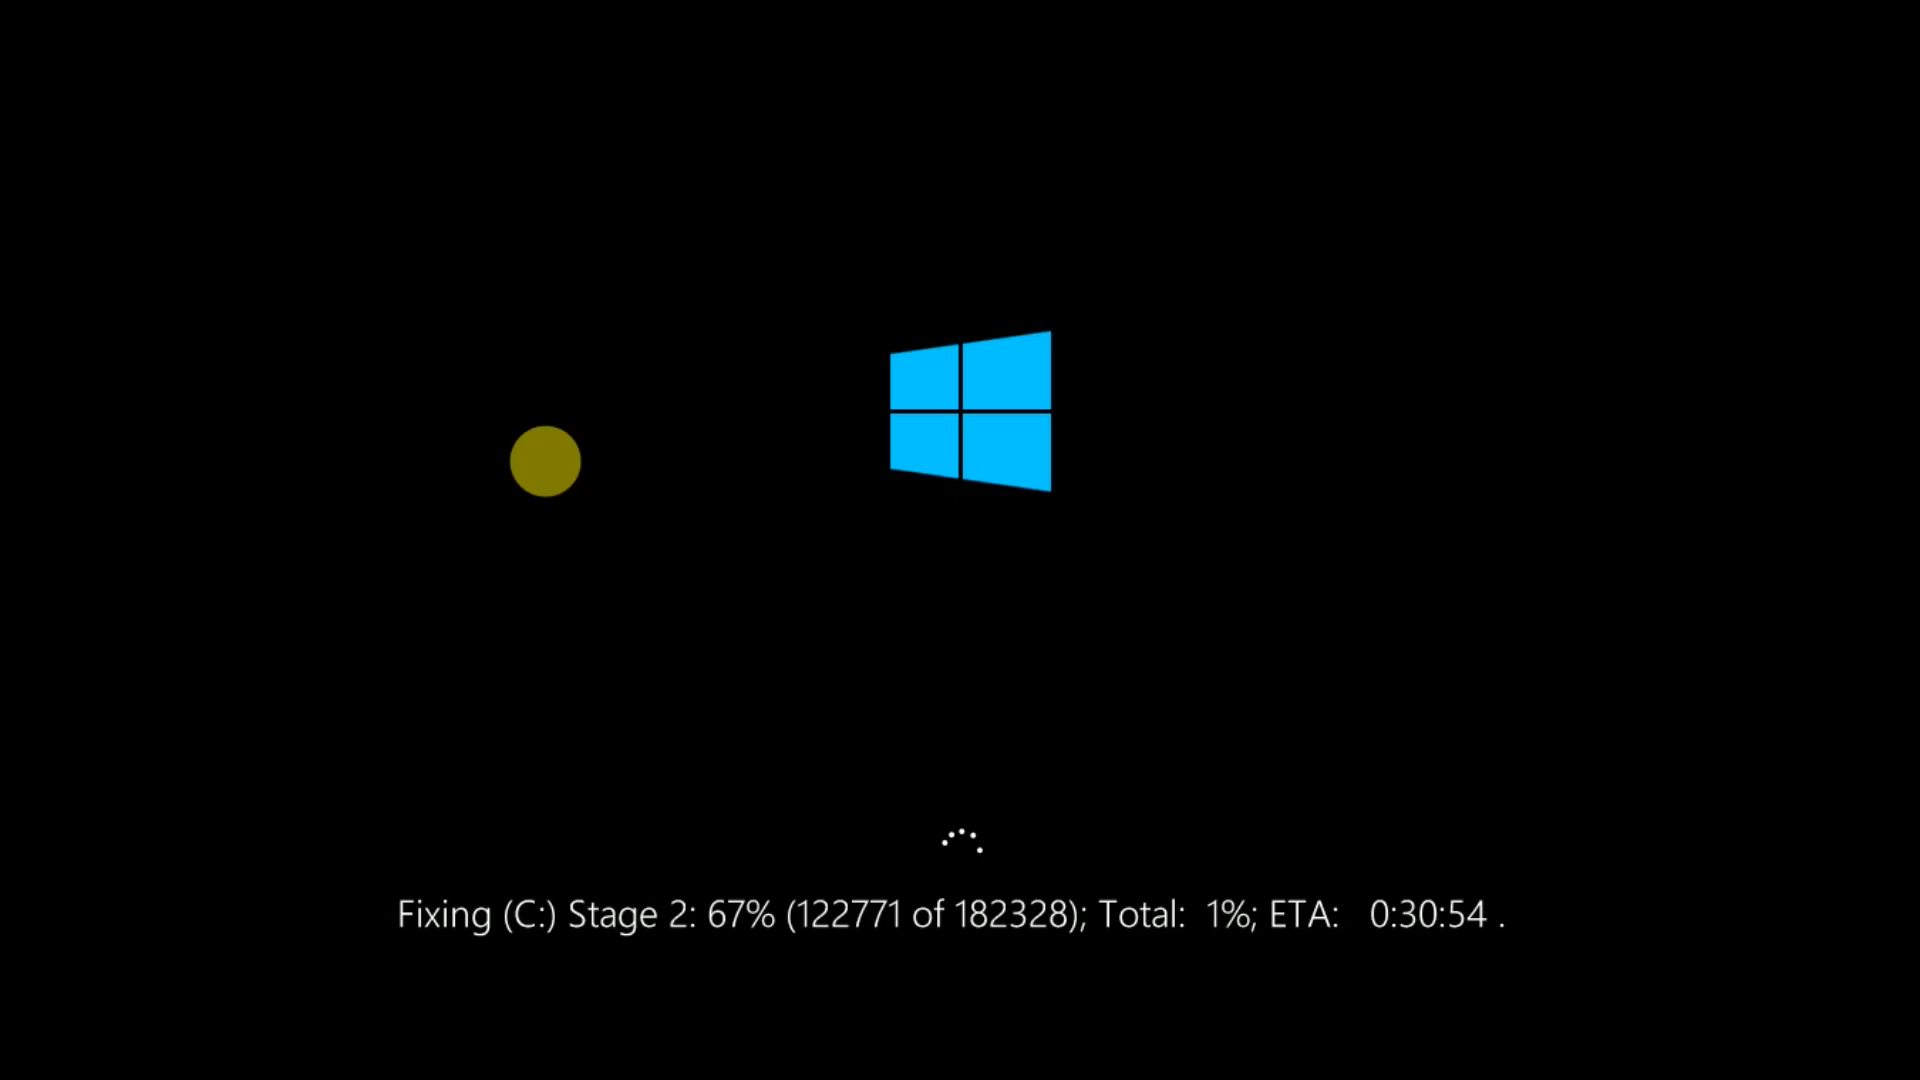 Fixing (C:) Stage 2: 67% (122771 of 182328); Total:  1%; ETA:   0:30:54 .